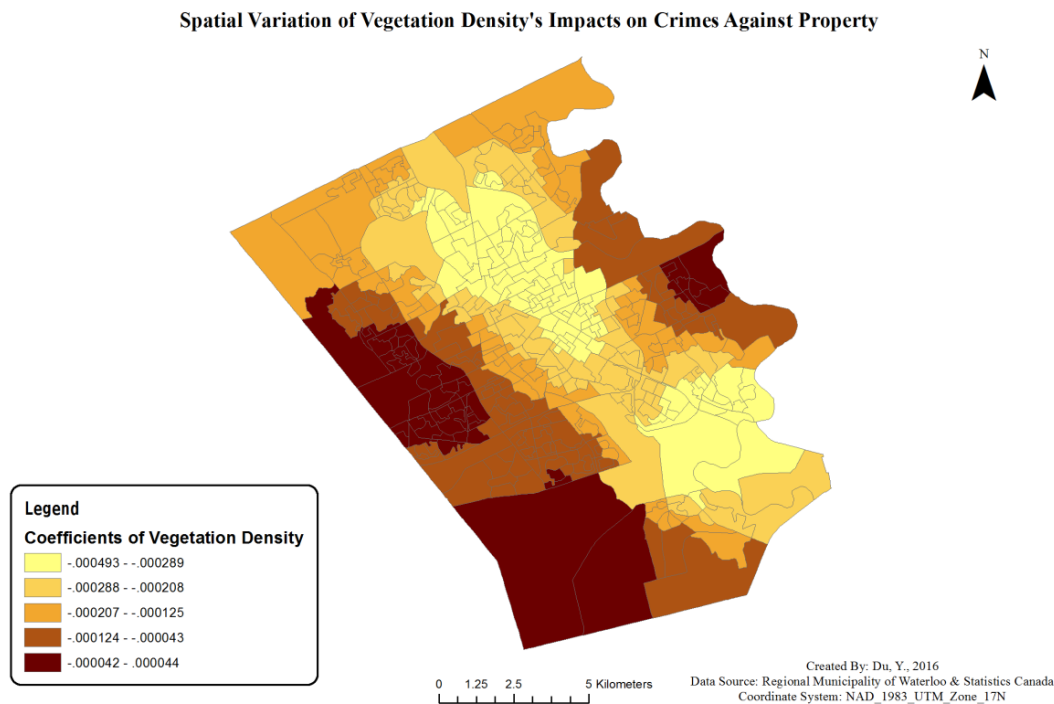 Spatial Variation of Vegetation Density's Impacts on Crimes Against Property
N
Legend
Coefficients of Vegetation Density
-.000493 - -.000289
-.000288 - -.000208
-.000207 - -.000125
-.000124 - -.000043
-.000042 - .000044
0 1.25 2.5 5 Kilometers
Created By: Du, Y., 2016
Data Source: Regional Municipality of Waterloo & Statistics Canada
Coordinate System: NAD_1983_UTM_Zone_17N